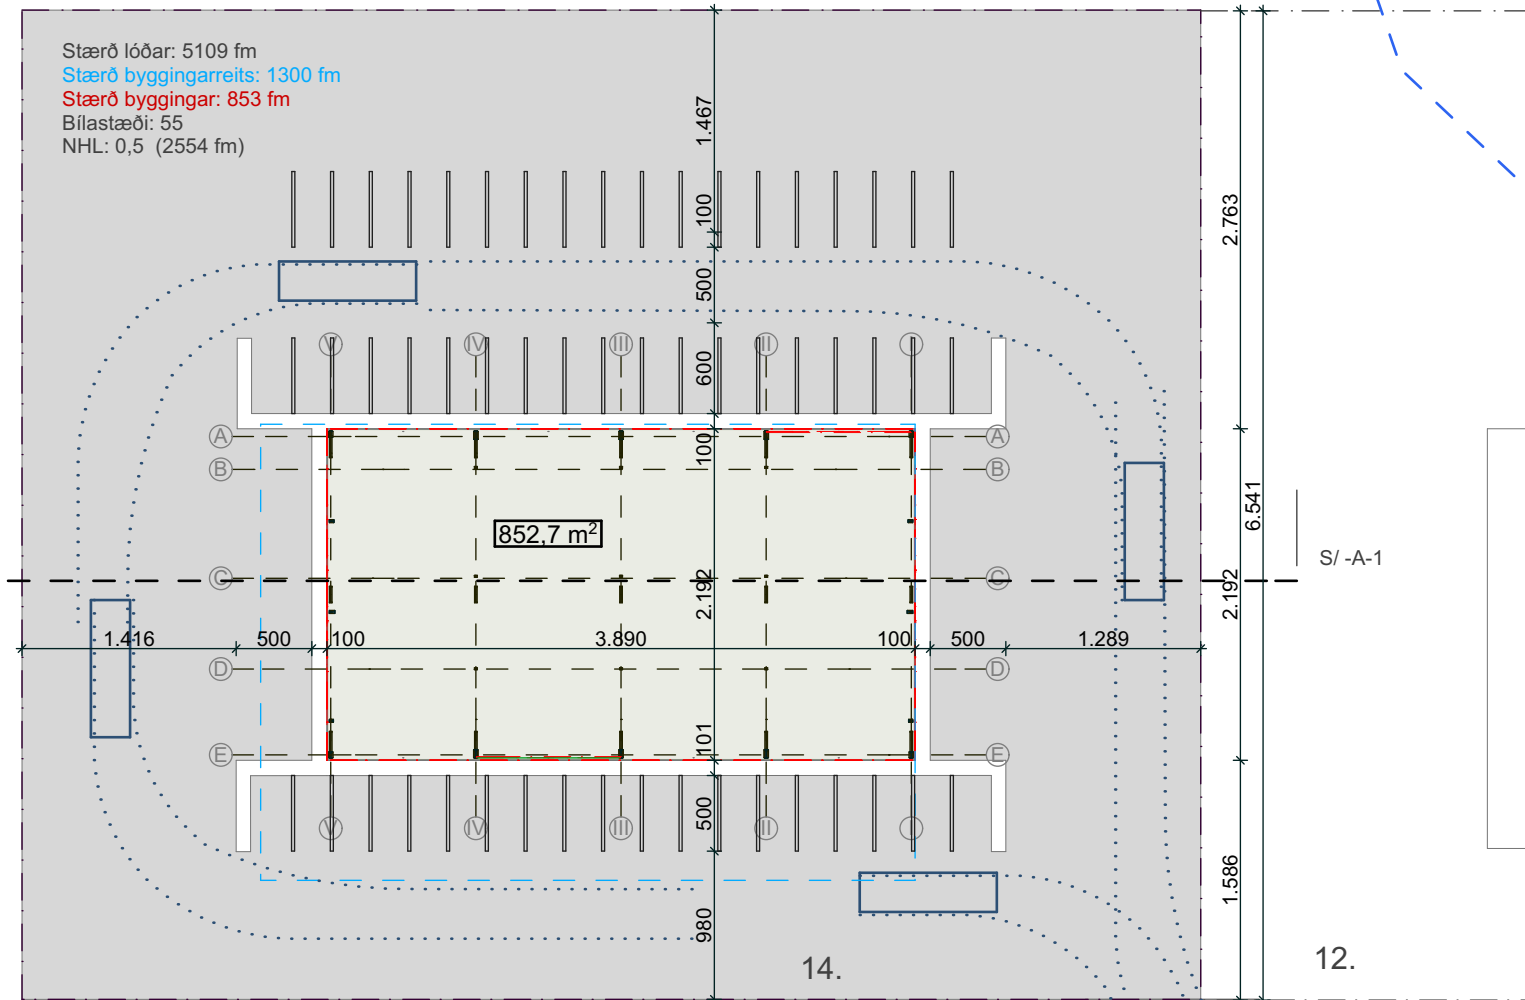 Stærð lóðar: 5109 fm
Stærð byggingarreits: 1300 fm
Stærð byggingar: 853 fm
Bílastæði: 55
NHL: 0,5 (2554 fm)
1.467
100
500
600
100
2.192
101
500
980
2.763
6.541
2.192
1.586
V IV III II I
A A
B B
852,7 m²
C C
S/ -A-1
1.416 500 100 3.890 100 500 1.289
D D
E E
V IV III II I
14.
12.